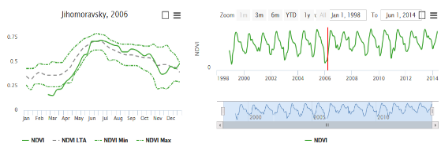 Jihomoravsky, 2006
0.75
0.5
0.25
0
Jan Feb Mar Apr May Jun Jul Aug Sep Oct Nov Dec
NDVI NDVI LTA NDVI Min NDVI Max
Zoom 1m 3m 6m YTD 1y All Jun 1, 1998 To Jun 1, 2014
NDVI
0
1998 2000 2002 2004 2006 2008 2010 2012 2014
2000 2005 2010
NDVI